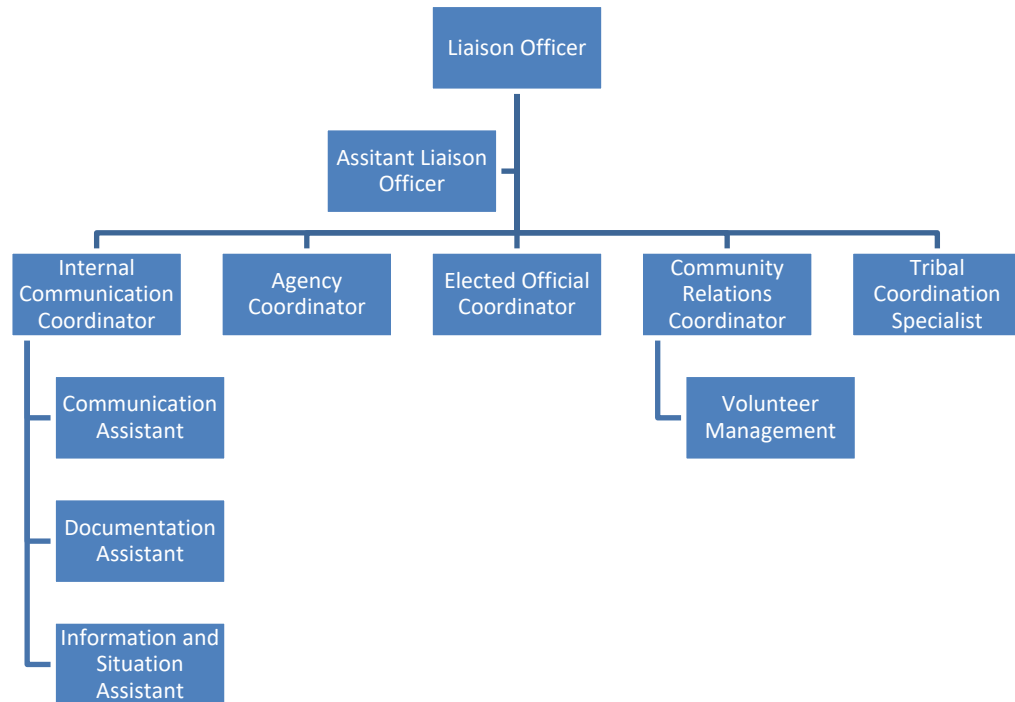 Liaison Officer
Assitant Liaison
Officer
Internal
Communication
Coordinator
Agency
Coordinator
Elected Official
Coordinator
Community
Relations
Coordinator
Tribal
Coordination
Specialist
Communication
Assistant
Volunteer
Management
Documentation
Assistant
Information and
Situation
Assistant